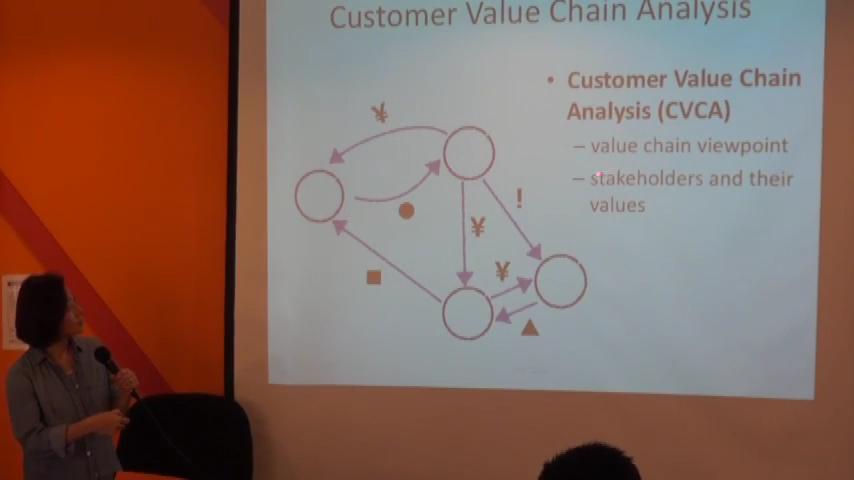 Customer Value Chain Analysis
• Customer Value Chain
Analysis (CVCA)
– value chain viewpoint
– stakeholders and their
values
¥
!
¥
¥